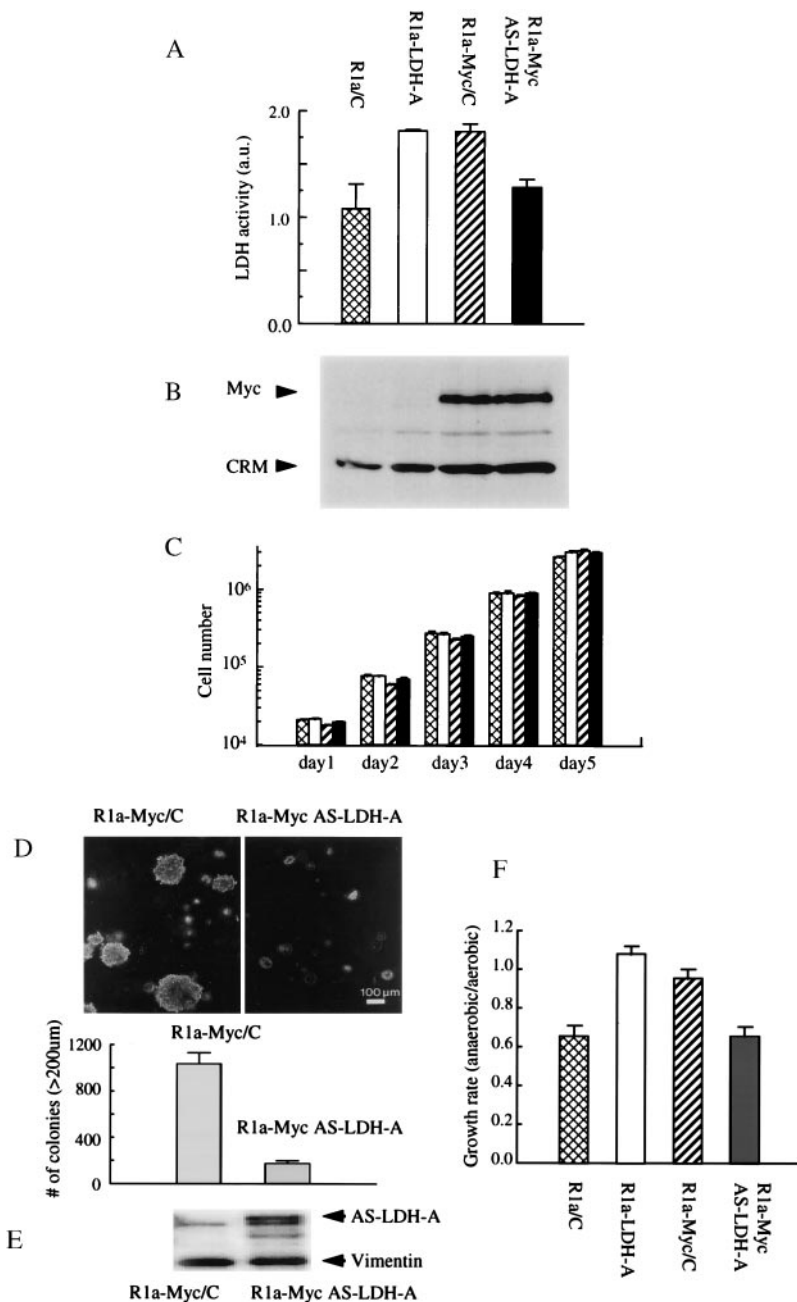 A
R1a/C
R1a-LDH-A
R1a-Myc/C
R1a-Myc
AS-LDH-A
LDH activity (a.u.)
2.0
1.0
0.0
B
Myc
CRM
C
Cell number
10⁶
10⁵
10⁴
day1 day2 day3 day4 day5
D
R1a-Myc/C R1a-Myc AS-LDH-A
100 µm
# of colonies (>200um)
1200
800
400
0
R1a-Myc/C
R1a-Myc AS-LDH-A
E
AS-LDH-A
Vimentin
R1a-Myc/C R1a-Myc AS-LDH-A
F
Growth rate (anaerobic/aerobic)
1.2
1.0
0.8
0.6
0.4
0.2
0.0
R1a/C
R1a-LDH-A
R1a-Myc/C
R1a-Myc
AS-LDH-A